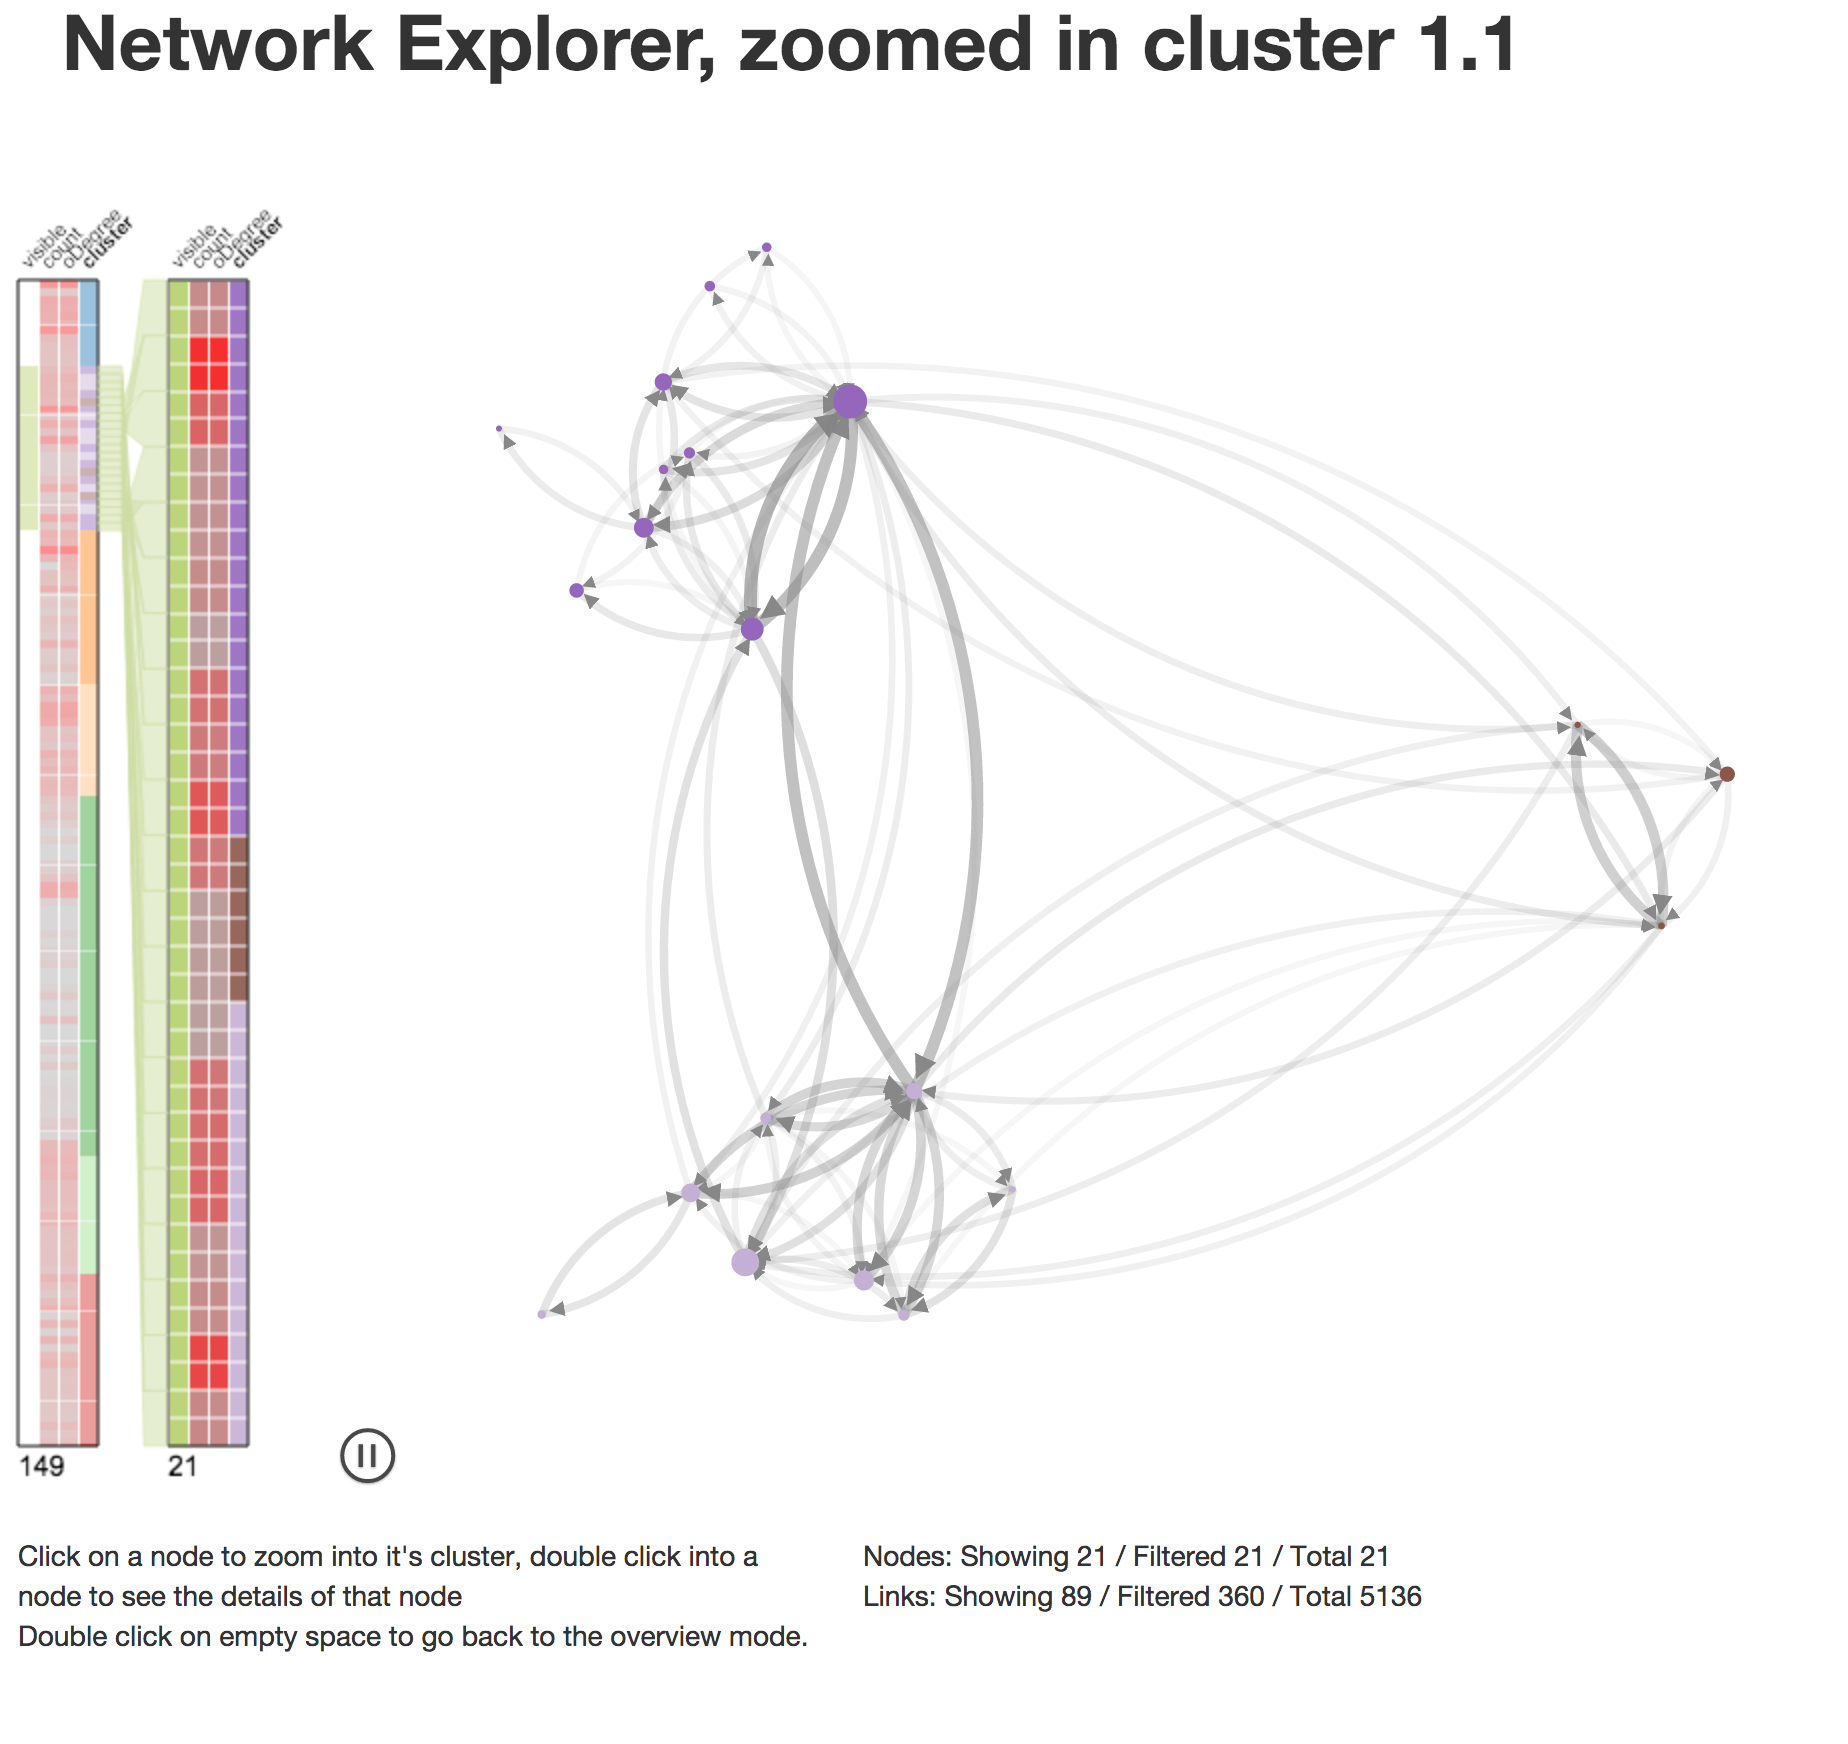 Network Explorer, zoomed in cluster 1.1
visible count oDegree cluster
visible count oDegree cluster
149
21
Click on a node to zoom into it's cluster, double click into a
node to see the details of that node
Double click on empty space to go back to the overview mode.
Nodes: Showing 21 / Filtered 21 / Total 21
Links: Showing 89 / Filtered 360 / Total 5136